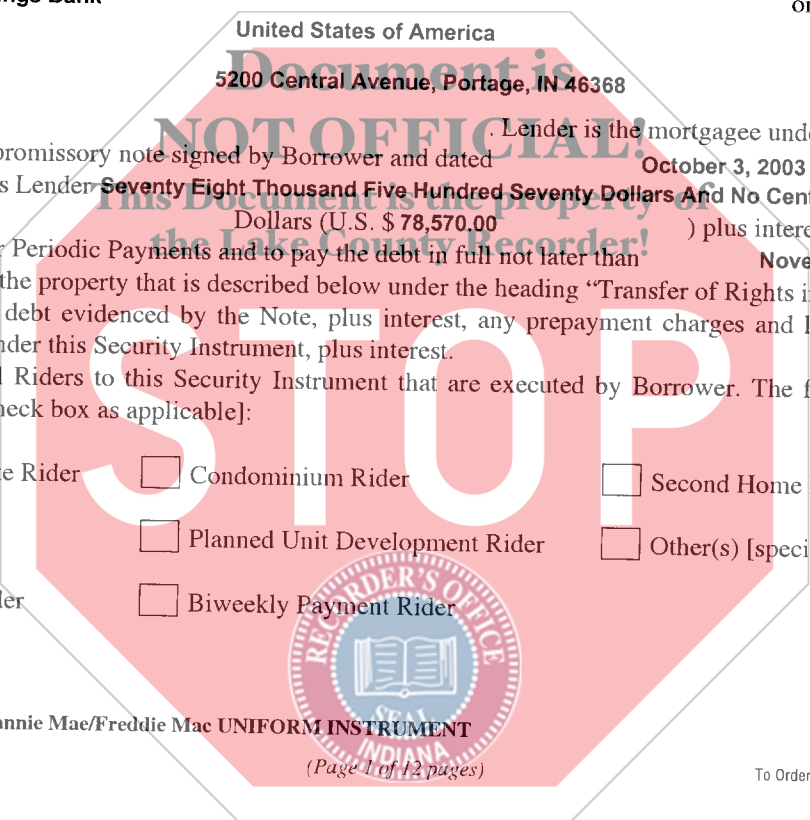 ings Bank
United States of America
Document is
5200 Central Avenue, Portage, IN 46368
NOT OFFICIAL!
. Lender is the mortgagee und
promissory note signed by Borrower and dated October 3, 2003
s Lender Seventy Eight Thousand Five Hundred Seventy Dollars And No Cent
This Document is the property of
Dollars (U.S. $ 78,570.00 ) plus intere
the Lake County Recorder!
r Periodic Payments and to pay the debt in full not later than Nove
the property that is described below under the heading “Transfer of Rights i
debt evidenced by the Note, plus interest, any prepayment charges and l
nder this Security Instrument, plus interest.
l Riders to this Security Instrument that are executed by Borrower. The f
heck box as applicable]:
STOP
e Rider Condominium Rider Second Home
Planned Unit Development Rider Other(s) [speci
der Biweekly Payment Rider
RECORDER'S OFFICE
SEAL
INDIANA
annie Mae/Freddie Mac UNIFORM INSTRUMENT
(Page 1 of 12 pages)
To Order